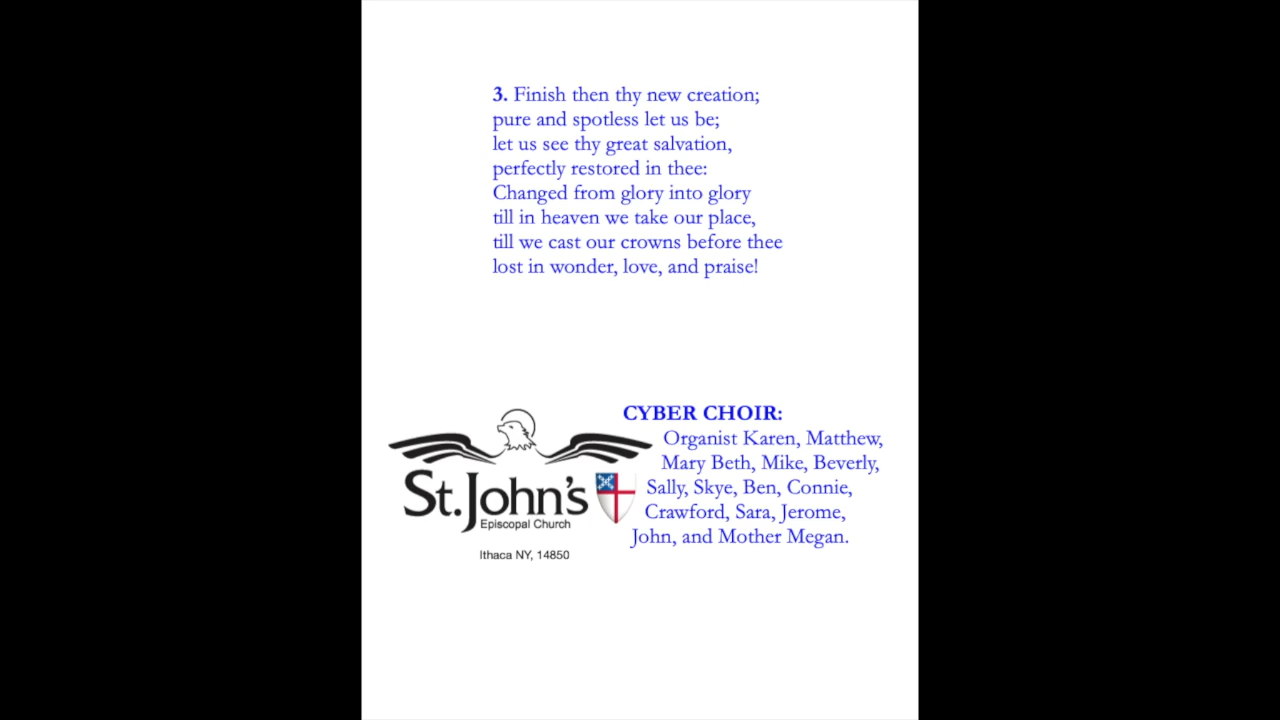 3. Finish then thy new creation;
pure and spotless let us be;
let us see thy great salvation,
perfectly restored in thee:
Changed from glory into glory
till in heaven we take our place,
till we cast our crowns before thee
lost in wonder, love, and praise!
St. John's
Episcopal Church
Ithaca NY, 14850
CYBER CHOIR:
Organist Karen, Matthew,
Mary Beth, Mike, Beverly,
Sally, Skye, Ben, Connie,
Crawford, Sara, Jerome,
John, and Mother Megan.